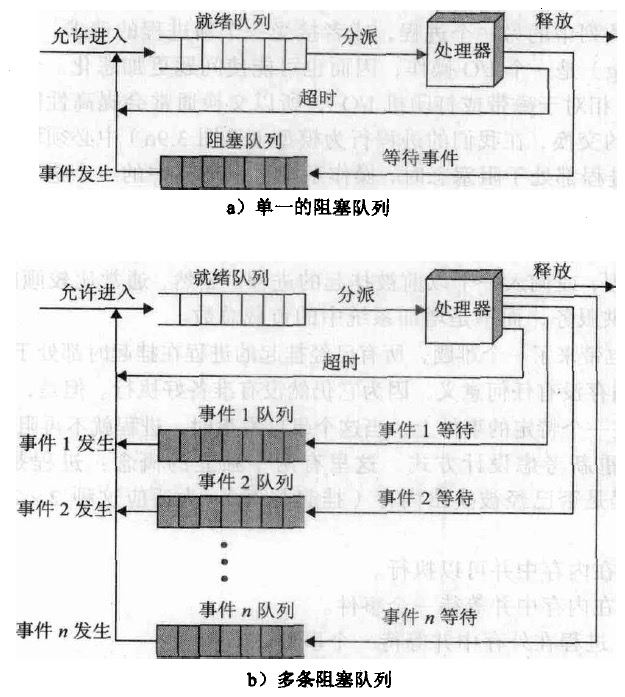 就绪队列
释放
允许进入
分派
处理器
超时
阻塞队列
等待事件
事件发生
a）单一的阻塞队列
就绪队列
释放
允许进入
分派
处理器
超时
事件 1 队列
事件 1 发生
事件 1 等待
事件 2 队列
事件 2 发生
事件 2 等待
事件 n 队列
事件 n 发生
事件 n 等待
b）多条阻塞队列